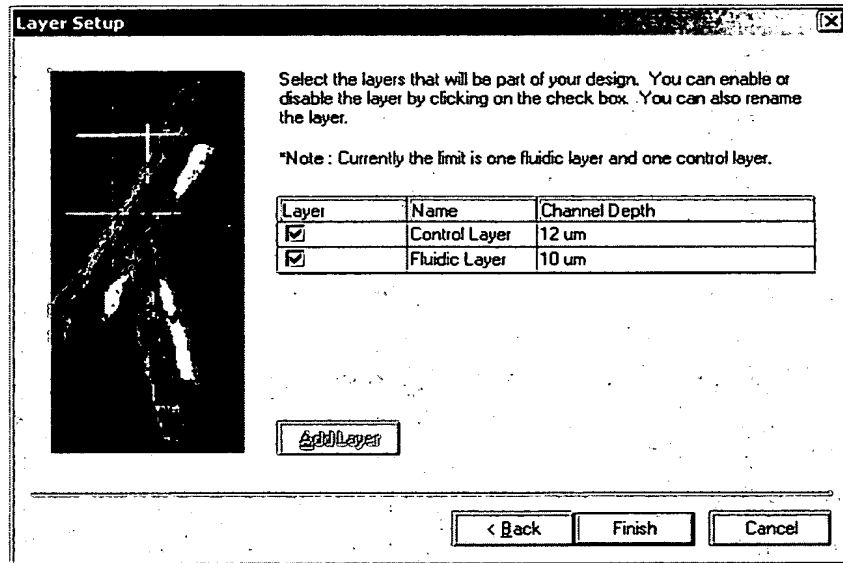 Layer Setup
Select the layers that will be part of your design. You can enable or
disable the layer by clicking on the check box. You can also rename
the layer.
*Note : Currently the limit is one fluidic layer and one control layer.
Layer Name Channel Depth
Control Layer 12 um
Fluidic Layer 10 um
Add Layer
< Back Finish Cancel